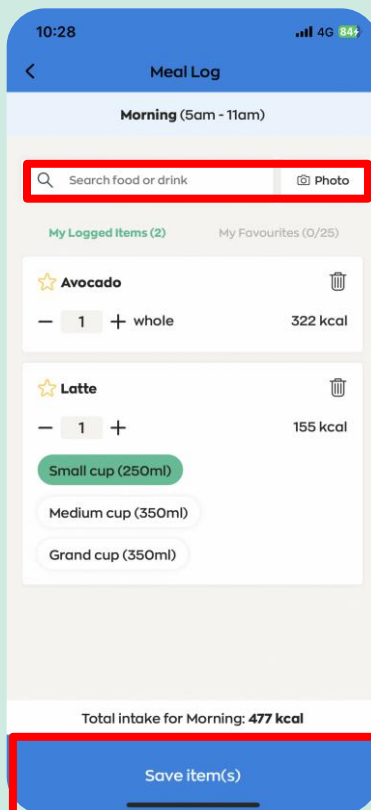 10:28 4G 84
Meal Log
Morning (5am - 11am)
Search food or drink Photo
My Logged Items (2) My Favourites (0/25)
Avocado
1 whole 322 kcal
Latte
1 155 kcal
Small cup (250ml)
Medium cup (350ml)
Grand cup (350ml)
Total intake for Morning: 477 kcal
Save item(s)